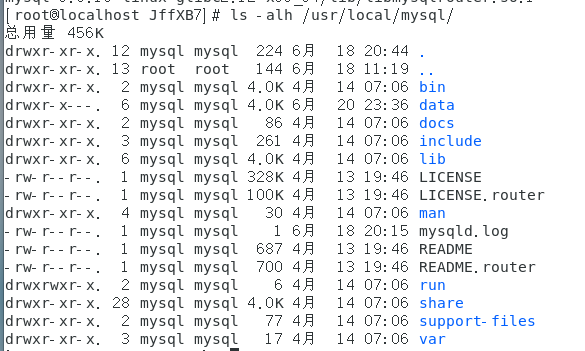 [root@localhost JffXB7]# ls -alh /usr/local/mysql/
总用量 456K
drwxr-xr-x. 12 mysql mysql 224 6月 18 20:44 .
drwxr-xr-x. 13 root root 144 6月 18 11:19 ..
drwxr-xr-x. 2 mysql mysql 4.0K 4月 14 07:06 bin
drwxr-x---. 6 mysql mysql 4.0K 6月 20 23:36 data
drwxr-xr-x. 2 mysql mysql 86 4月 14 07:06 docs
drwxr-xr-x. 3 mysql mysql 261 4月 14 07:06 include
drwxr-xr-x. 6 mysql mysql 4.0K 4月 14 07:06 lib
-rw-r--r--. 1 mysql mysql 328K 4月 13 19:46 LICENSE
-rw-r--r--. 1 mysql mysql 100K 4月 13 19:46 LICENSE.router
drwxr-xr-x. 4 mysql mysql 30 4月 14 07:06 man
-rw-r--r--. 1 mysql mysql 1 6月 18 20:15 mysqld.log
-rw-r--r--. 1 mysql mysql 687 4月 13 19:46 README
-rw-r--r--. 1 mysql mysql 700 4月 13 19:46 README.router
drwxrwxr-x. 2 mysql mysql 6 4月 14 07:06 run
drwxr-xr-x. 28 mysql mysql 4.0K 4月 14 07:06 share
drwxr-xr-x. 2 mysql mysql 77 4月 14 07:06 support-files
drwxr-xr-x. 3 mysql mysql 17 4月 14 07:06 var